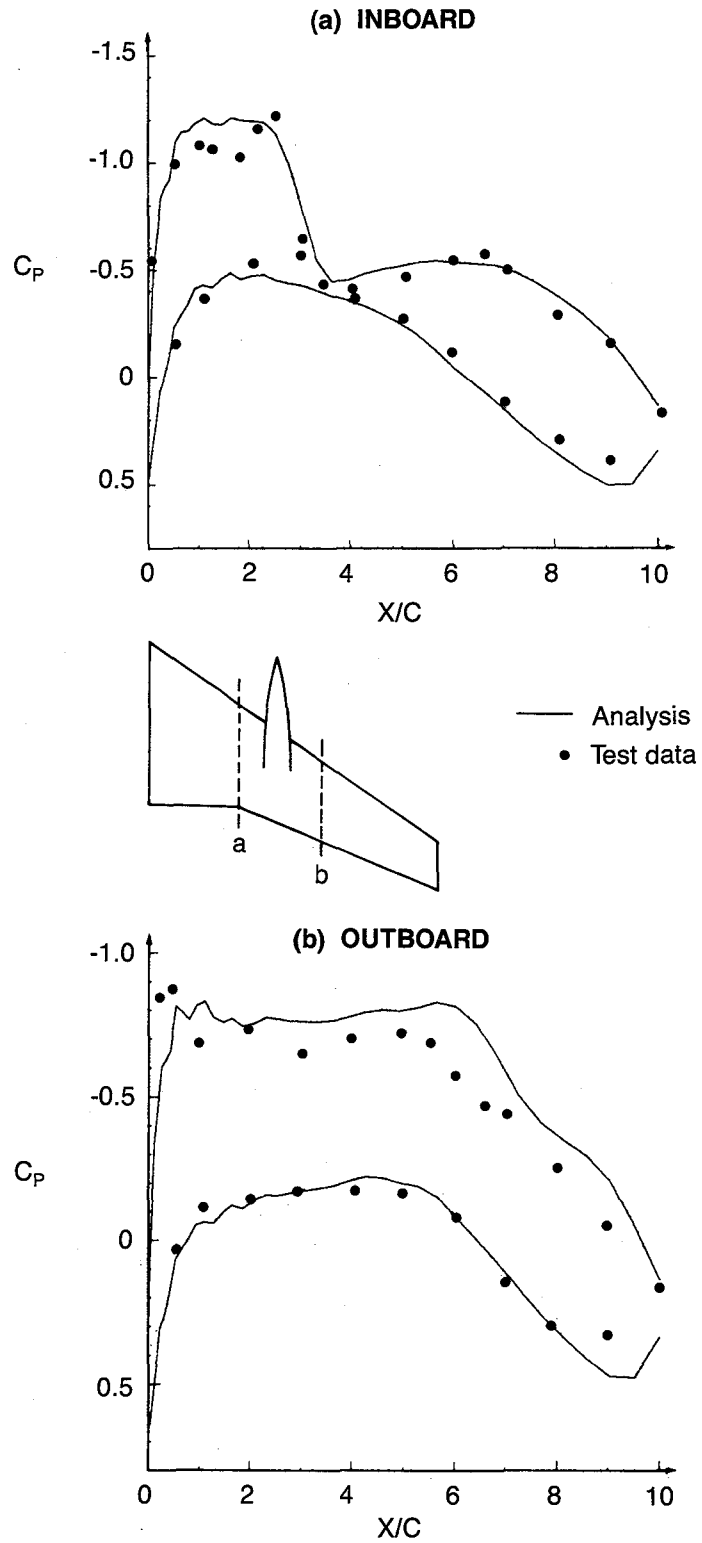 (a) INBOARD
-1.5
-1.0
-0.5
C_P
0
0.5
0 2 4 6 8 10
X/C
a
b
Analysis
Test data
(b) OUTBOARD
-1.0
-0.5
C_P
0
0.5
0 2 4 6 8 10
X/C